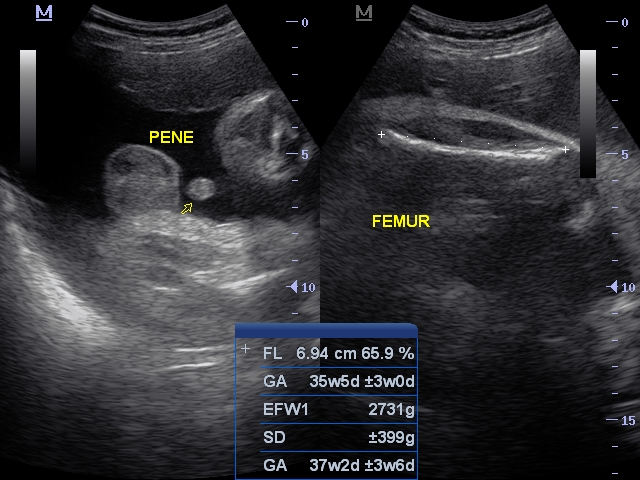 M
0
5
10
PENE
M
0
5
10
15
FEMUR
FL 6.94 cm 65.9 %
GA 35w5d ±3w0d
EFW1 2731g
SD ±399g
GA 37w2d ±3w6d